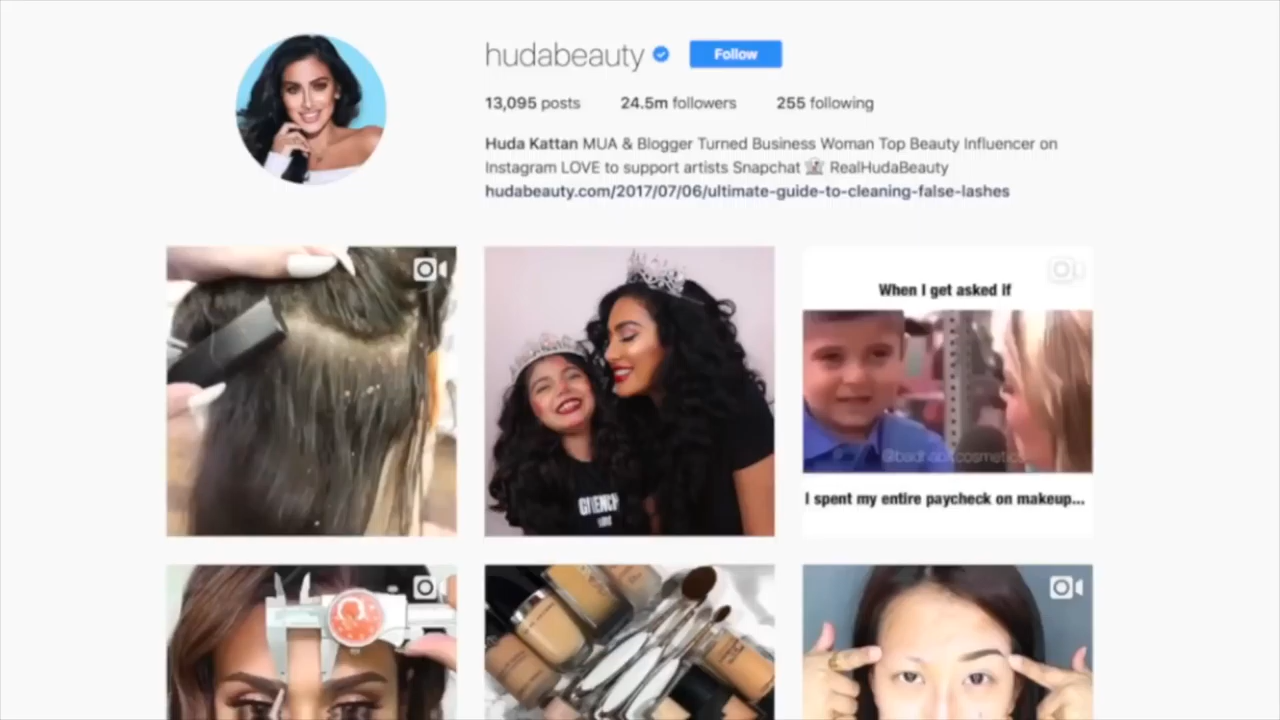 hudabeauty
Follow
13,095 posts 24.5m followers 255 following
Huda Kattan MUA & Blogger Turned Business Woman Top Beauty Influencer on
Instagram LOVE to support artists Snapchat RealHudaBeauty
hudabeauty.com/2017/07/06/ultimate-guide-to-cleaning-false-lashes
When I get asked if
@badhabitcosmetics
I spent my entire paycheck on makeup...